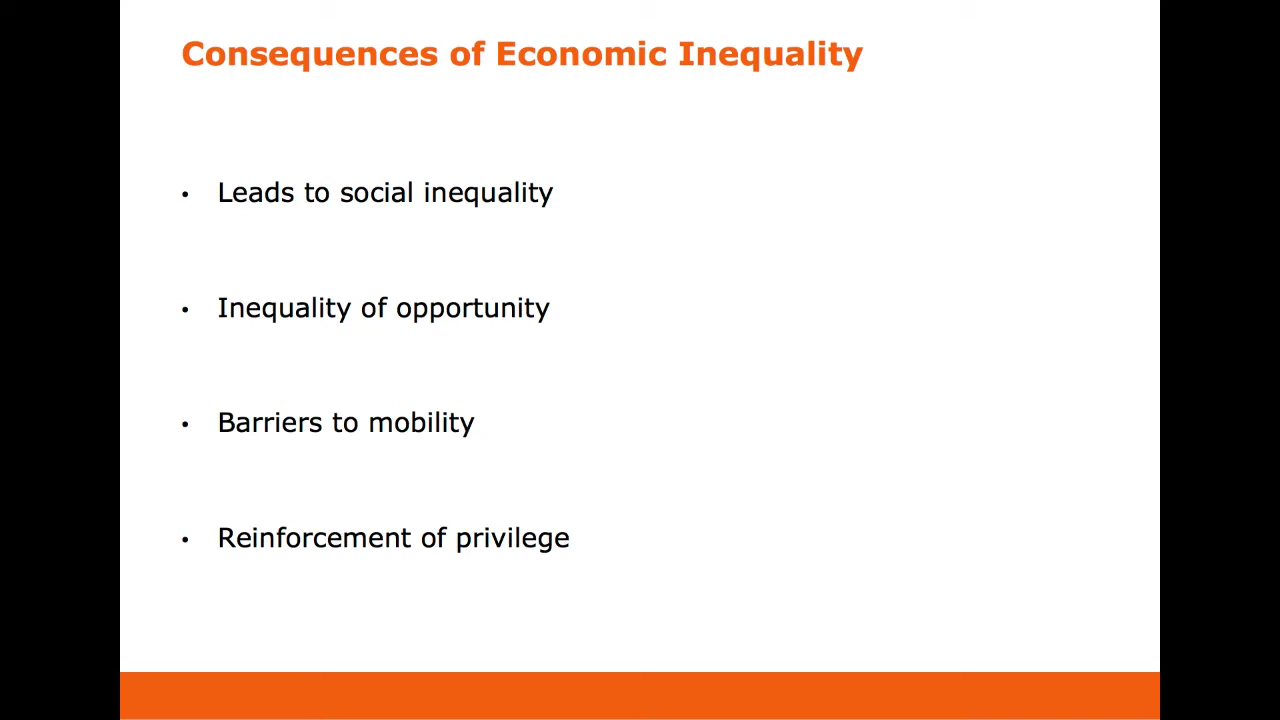 Consequences of Economic Inequality
• Leads to social inequality
• Inequality of opportunity
• Barriers to mobility
• Reinforcement of privilege